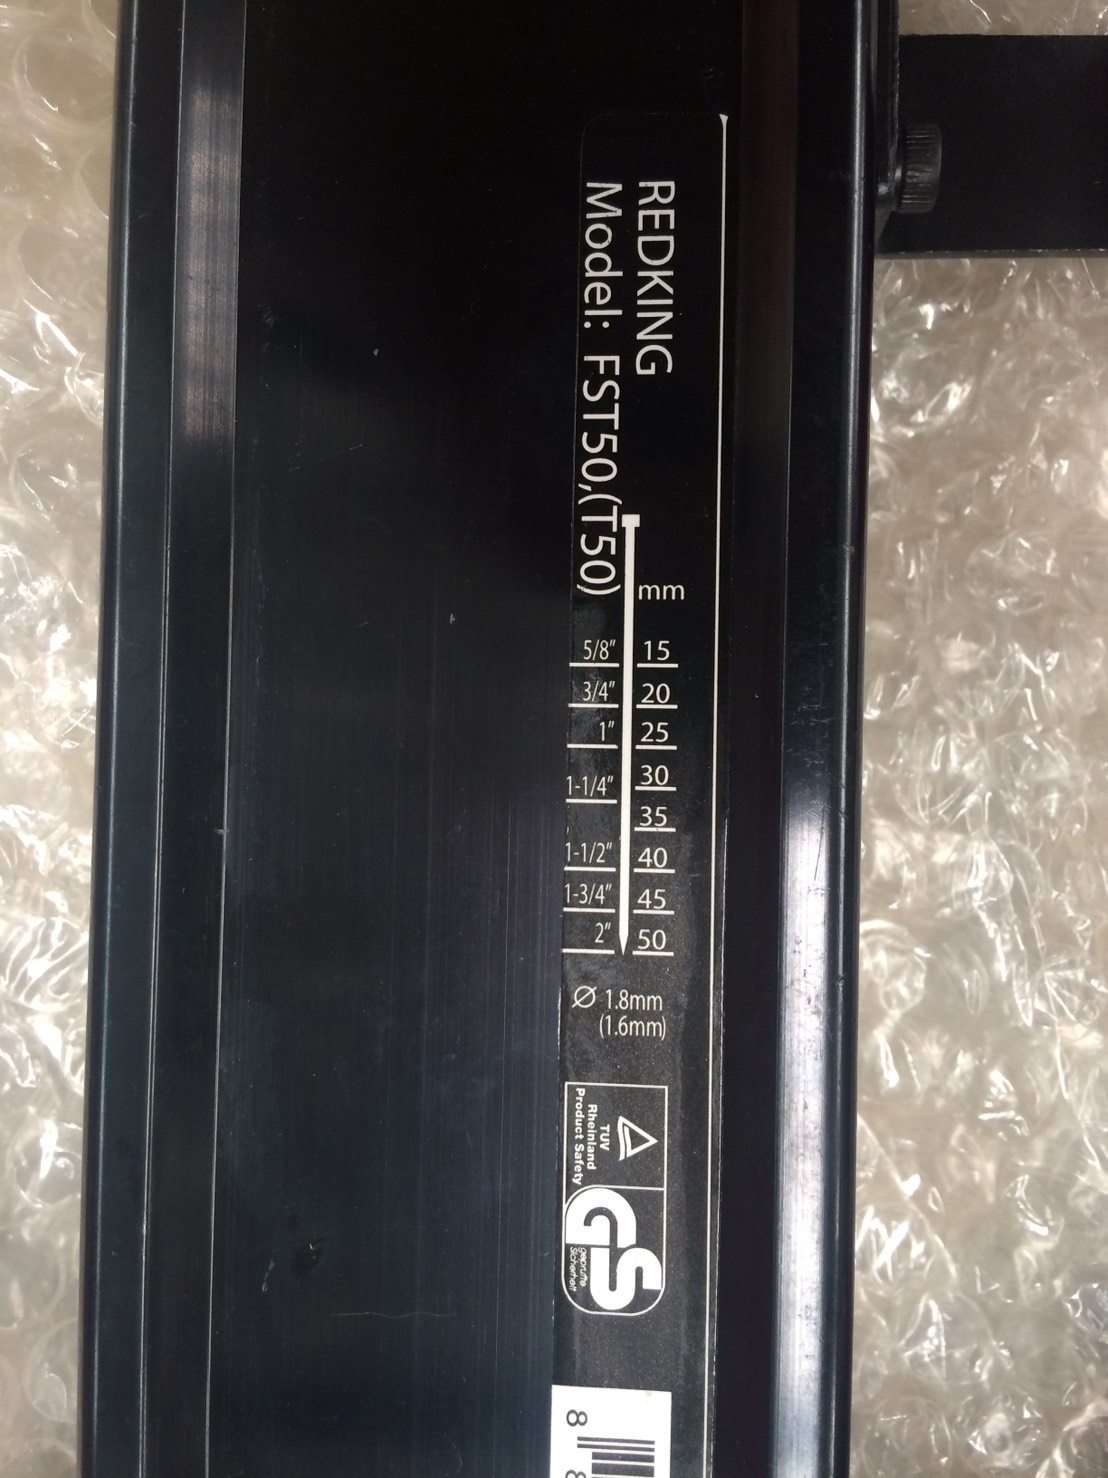 REDKING
Model: FST50,(T50)
mm
5/8" 15
3/4" 20
1" 25
1-1/4" 30
35
1-1/2" 40
1-3/4" 45
2" 50
Ø 1.8mm
(1.6mm)
TUV
Rheinland
Product Safety
GS
geprüfte
Sicherheit
8